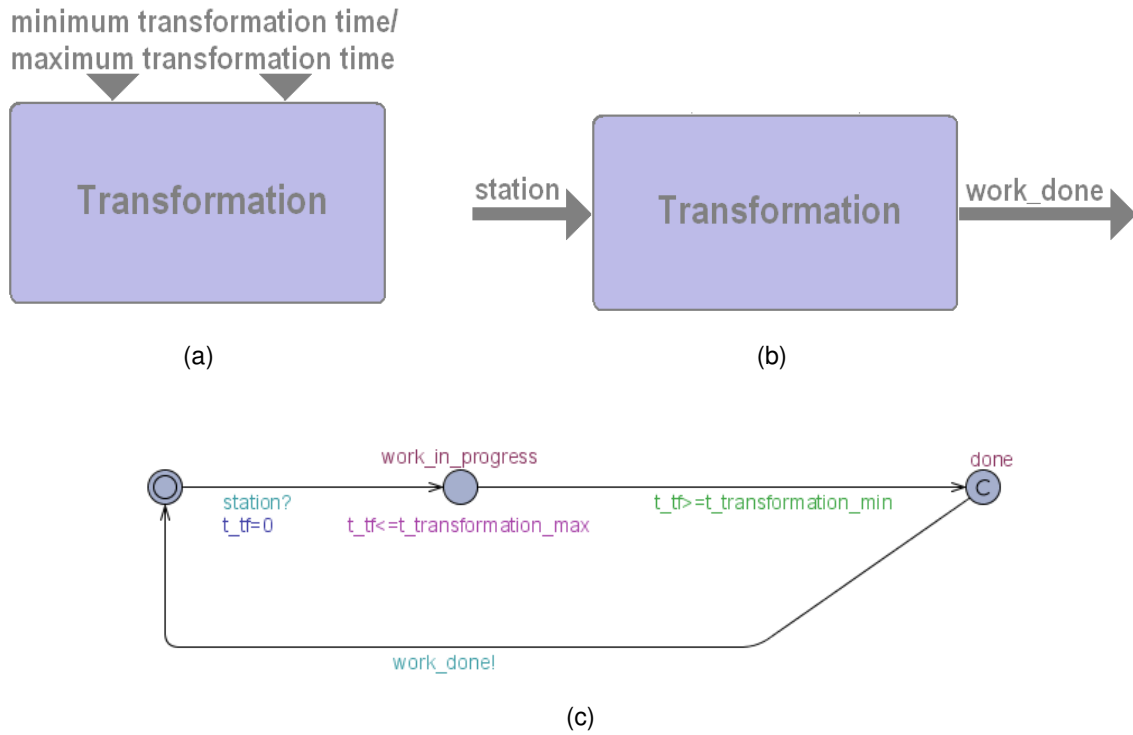 minimum transformation time/
maximum transformation time
Transformation
station
Transformation
work_done
(a)
(b)
work_in_progress
done
station?
t_tf=0
t_tf<=t_transformation_max
t_tf>=t_transformation_min
C
work_done!
(c)